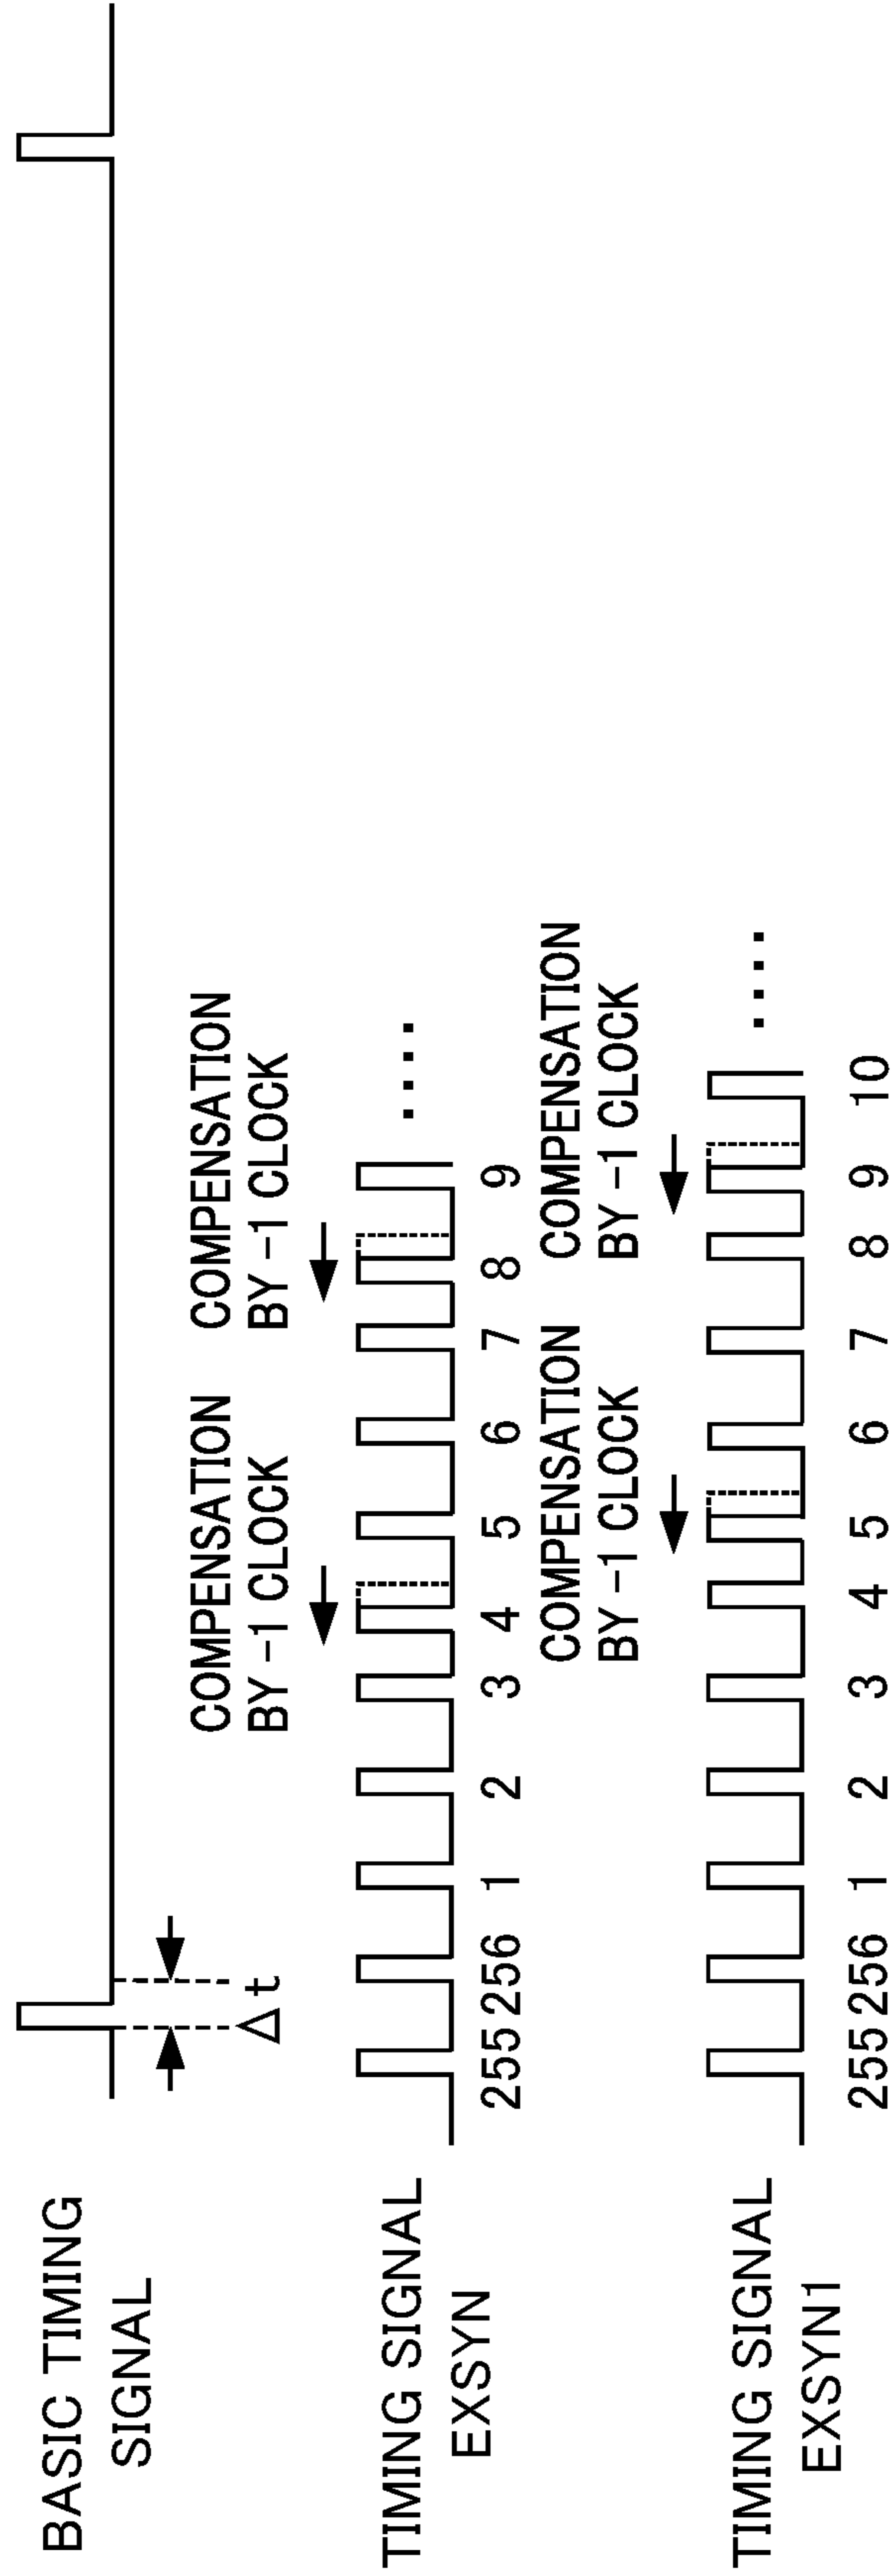 BASIC TIMING
SIGNAL
Δt
COMPENSATION
BY -1 CLOCK
COMPENSATION
BY -1 CLOCK
TIMING SIGNAL
EXSYN
255 256 1 2 3 4 5 6 7 8 9
····
COMPENSATION
BY -1 CLOCK
COMPENSATION
BY -1 CLOCK
TIMING SIGNAL
EXSYN1
255 256 1 2 3 4 5 6 7 8 9 10
····